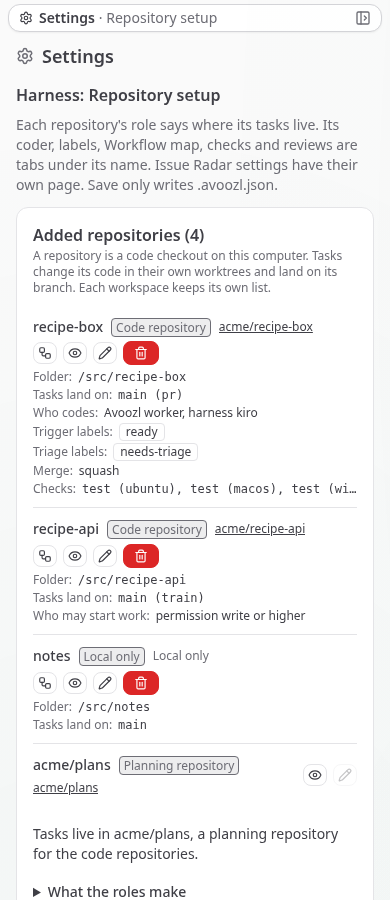 Settings · Repository setup
Settings
Harness: Repository setup
Each repository's role says where its tasks live. Its
coder, labels, Workflow map, checks and reviews are
tabs under its name. Issue Radar settings have their
own page. Save only writes .avoozl.json.
Added repositories (4)
A repository is a code checkout on this computer. Tasks
change its code in their own worktrees and land on its
branch. Each workspace keeps its own list.
recipe-box Code repository acme/recipe-box
Folder: /src/recipe-box
Tasks land on: main (pr)
Who codes: Avoozl worker, harness kiro
Trigger labels: ready
Triage labels: needs-triage
Merge: squash
Checks: test (ubuntu), test (macos), test (wi…
recipe-api Code repository acme/recipe-api
Folder: /src/recipe-api
Tasks land on: main (train)
Who may start work: permission write or higher
notes Local only Local only
Folder: /src/notes
Tasks land on: main
acme/plans Planning repository
acme/plans
Tasks live in acme/plans, a planning repository
for the code repositories.
What the roles make